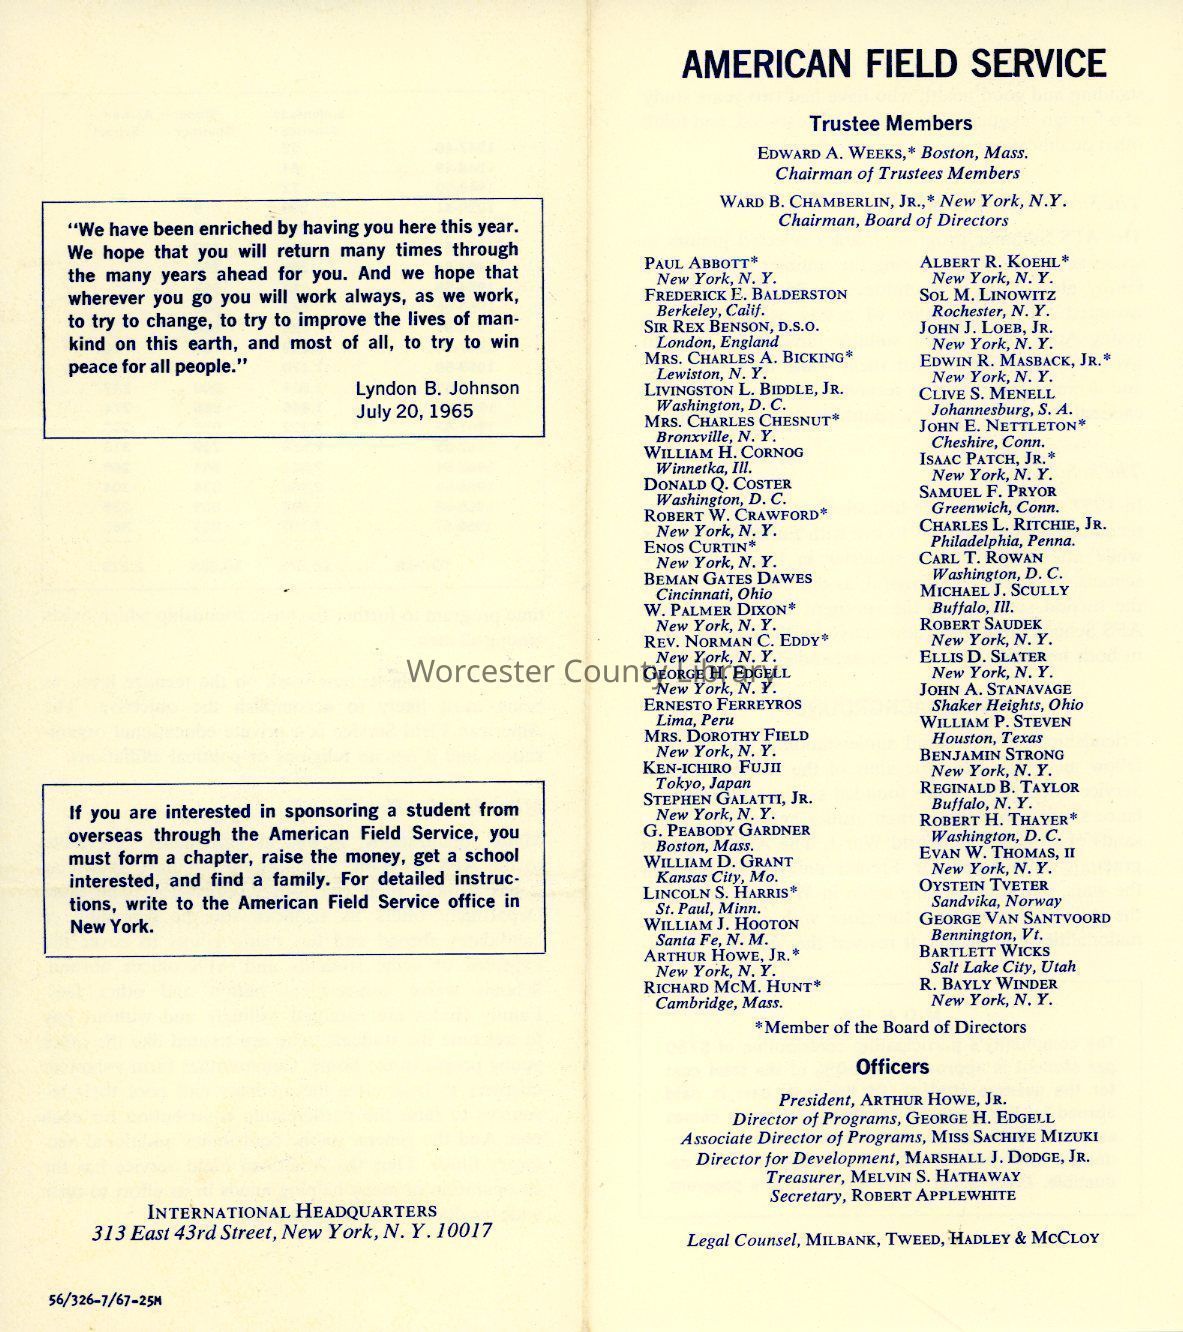 "We have been enriched by having you here this year.
We hope that you will return many times through
the many years ahead for you. And we hope that
wherever you go you will work always, as we work,
to try to change, to try to improve the lives of man-
kind on this earth, and most of all, to try to win
peace for all people."
Lyndon B. Johnson
July 20, 1965
If you are interested in sponsoring a student from
overseas through the American Field Service, you
must form a chapter, raise the money, get a school
interested, and find a family. For detailed instruc-
tions, write to the American Field Service office in
New York.
INTERNATIONAL HEADQUARTERS
313 East 43rd Street, New York, N. Y. 10017
56/326-7/67-25M
AMERICAN FIELD SERVICE
Trustee Members
EDWARD A. WEEKS,* Boston, Mass.
Chairman of Trustees Members
WARD B. CHAMBERLIN, JR.,* New York, N.Y.
Chairman, Board of Directors
PAUL ABBOTT*
New York, N. Y.
FREDERICK E. BALDERSTON
Berkeley, Calif.
SIR REX BENSON, D.S.O.
London, England
MRS. CHARLES A. BICKING*
Lewiston, N. Y.
LIVINGSTON L. BIDDLE, JR.
Washington, D. C.
MRS. CHARLES CHESNUT*
Bronxville, N. Y.
WILLIAM H. CORNOG
Winnetka, Ill.
DONALD Q. COSTER
Washington, D. C.
ROBERT W. CRAWFORD*
New York, N. Y.
ENOS CURTIN*
New York, N. Y.
BEMAN GATES DAWES
Cincinnati, Ohio
W. PALMER DIXON*
New York, N. Y.
REV. NORMAN C. EDDY*
New York, N. Y.
GEORGE H. EDGELL
New York, N. Y.
ERNESTO FERREYROS
Lima, Peru
MRS. DOROTHY FIELD
New York, N. Y.
KEN-ICHIRO FUJII
Tokyo, Japan
STEPHEN GALATTI, JR.
New York, N. Y.
G. PEABODY GARDNER
Boston, Mass.
WILLIAM D. GRANT
Kansas City, Mo.
LINCOLN S. HARRIS*
St. Paul, Minn.
WILLIAM J. HOOTON
Santa Fe, N. M.
ARTHUR HOWE, JR.*
New York, N. Y.
RICHARD MCM. HUNT*
Cambridge, Mass.
ALBERT R. KOEHL*
New York, N. Y.
SOL M. LINOWITZ
Rochester, N. Y.
JOHN J. LOEB, JR.
New York, N. Y.
EDWIN R. MASBACK, JR.*
New York, N. Y.
CLIVE S. MENELL
Johannesburg, S. A.
JOHN E. NETTLETON*
Cheshire, Conn.
ISAAC PATCH, JR.*
New York, N. Y.
SAMUEL F. PRYOR
Greenwich, Conn.
CHARLES L. RITCHIE, JR.
Philadelphia, Penna.
CARL T. ROWAN
Washington, D. C.
MICHAEL J. SCULLY
Buffalo, Ill.
ROBERT SAUDEK
New York, N. Y.
ELLIS D. SLATER
New York, N. Y.
JOHN A. STANAVAGE
Shaker Heights, Ohio
WILLIAM P. STEVEN
Houston, Texas
BENJAMIN STRONG
New York, N. Y.
REGINALD B. TAYLOR
Buffalo, N. Y.
ROBERT H. THAYER*
Washington, D. C.
EVAN W. THOMAS, II
New York, N. Y.
OYSTEIN TVETER
Sandvika, Norway
GEORGE VAN SANTVOORD
Bennington, Vt.
BARTLETT WICKS
Salt Lake City, Utah
R. BAYLY WINDER
New York, N. Y.
*Member of the Board of Directors
Officers
President, ARTHUR HOWE, JR.
Director of Programs, GEORGE H. EDGELL
Associate Director of Programs, MISS SACHIYE MIZUKI
Director for Development, MARSHALL J. DODGE, JR.
Treasurer, MELVIN S. HATHAWAY
Secretary, ROBERT APPLEWHITE
Legal Counsel, MILBANK, TWEED, HADLEY & MCCLOY
Worcester County Library